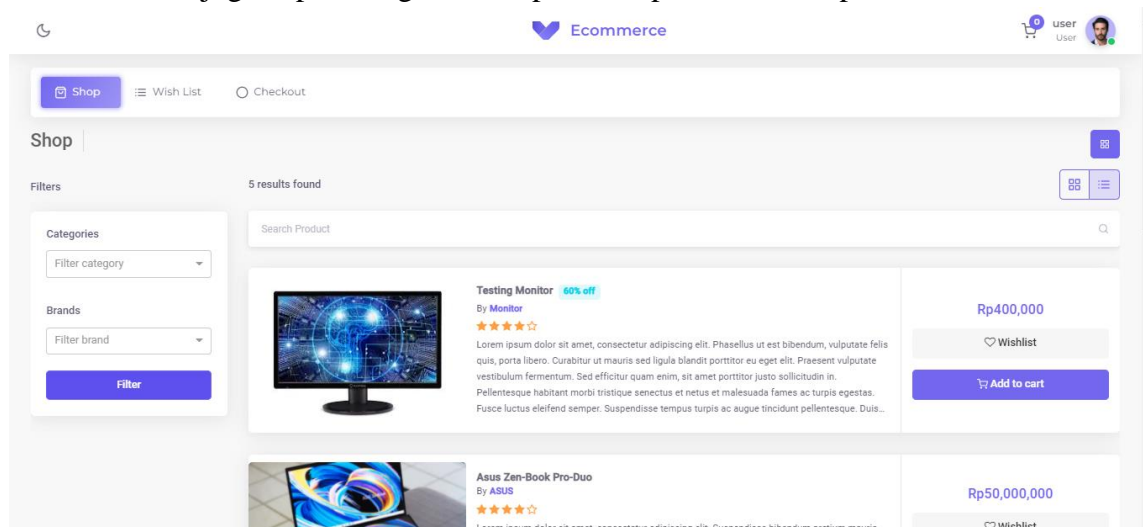 Ecommerce
0
user
User
Shop
Wish List
Checkout
Shop
Filters
5 results found
Categories
Filter category
Brands
Filter brand
Filter
Search Product
Testing Monitor 60% off
By Monitor
Lorem ipsum dolor sit amet, consectetur adipiscing elit. Phasellus ut est bibendum, vulputate felis
quis, porta libero. Curabitur ut mauris sed ligula blandit porttitor eu eget elit. Praesent vulputate
vestibulum fermentum. Sed efficitur quam enim, sit amet porttitor justo sollicitudin in.
Pellentesque habitant morbi tristique senectus et netus et malesuada fames ac turpis egestas.
Fusce luctus eleifend semper. Suspendisse tempus turpis ac augue tincidunt pellentesque. Duis…
Rp400,000
Wishlist
Add to cart
Asus Zen-Book Pro-Duo
By ASUS
Rp50,000,000
Wishlist